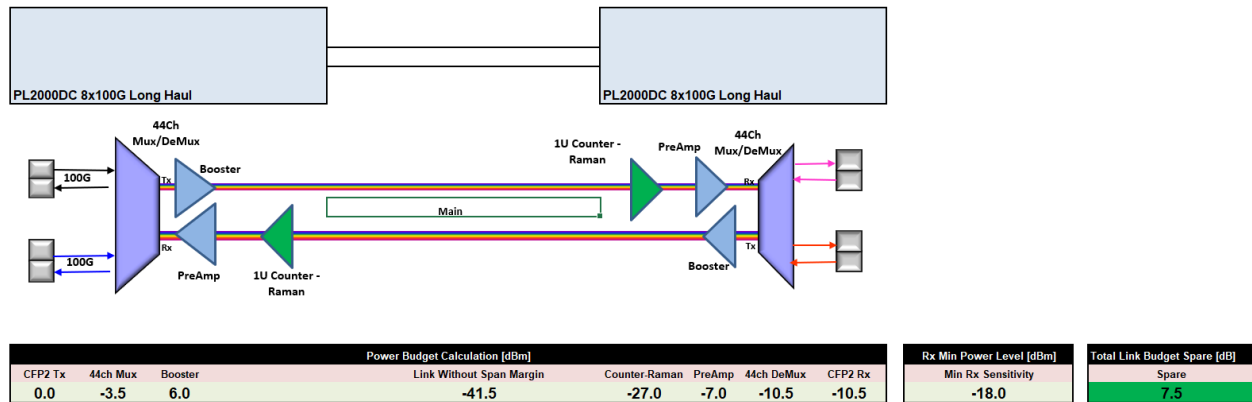 PL2000DC 8x100G Long Haul
PL2000DC 8x100G Long Haul
44Ch
Mux/DeMux
Booster
1U Counter -
Raman
PreAmp
44Ch
Mux/DeMux
100G
Tx
Rx
Main
100G
Rx
PreAmp
1U Counter -
Raman
Booster
Tx
Power Budget Calculation [dBm]
CFP2 Tx 44ch Mux Booster Link Without Span Margin Counter-Raman PreAmp 44ch DeMux CFP2 Rx
0.0 -3.5 6.0 -41.5 -27.0 -7.0 -10.5 -10.5
Rx Min Power Level [dBm]
Min Rx Sensitivity
-18.0
Total Link Budget Spare [dB]
Spare
7.5